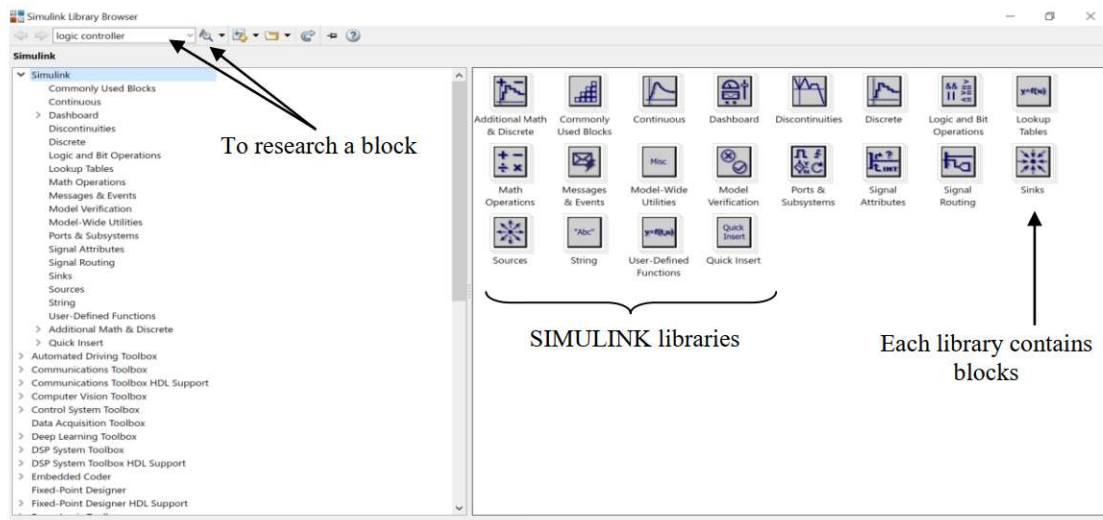 Simulink Library Browser
logic controller
Simulink
Simulink
Commonly Used Blocks
Continuous
Dashboard
Discontinuities
Discrete
Logic and Bit Operations
Lookup Tables
Math Operations
Messages & Events
Model Verification
Model-Wide Utilities
Ports & Subsystems
Signal Attributes
Signal Routing
Sinks
Sources
String
User-Defined Functions
Additional Math & Discrete
Quick Insert
Automated Driving Toolbox
Communications Toolbox
Communications Toolbox HDL Support
Computer Vision Toolbox
Control System Toolbox
Data Acquisition Toolbox
Deep Learning Toolbox
DSP System Toolbox
DSP System Toolbox HDL Support
Embedded Coder
Fixed-Point Designer
Fixed-Point Designer HDL Support
To research a block
y=f(u)
Additional Math
& Discrete
Commonly
Used Blocks
Continuous
Dashboard
Discontinuities
Discrete
Logic and Bit
Operations
Lookup
Tables
Misc
Math
Operations
Messages
& Events
Model-Wide
Utilities
Model
Verification
Ports &
Subsystems
Signal
Attributes
Signal
Routing
Sinks
"Abc"
y=f(u)
Quick
Insert
Sources
String
User-Defined
Functions
Quick Insert
SIMULINK libraries
Each library contains
blocks